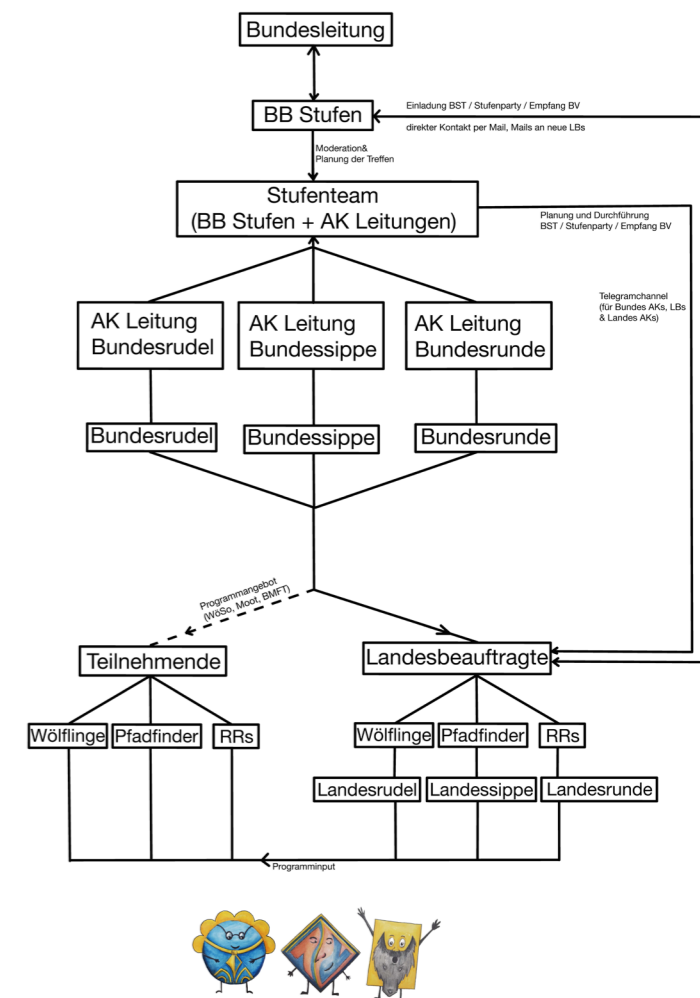 Bundesleitung
BB Stufen
Einladung BST / Stufenparty / Empfang BV
direkter Kontakt per Mail, Mails an neue LBs
Moderation&
Planung der Treffen
Stufenteam
(BB Stufen + AK Leitungen)
Planung und Durchführung
BST / Stufenparty / Empfang BV
Telegramchannel
(für Bundes AKs, LBs
& Landes AKs)
AK Leitung
Bundesrudel
AK Leitung
Bundessippe
AK Leitung
Bundesrunde
Bundesrudel
Bundessippe
Bundesrunde
Programmangebot
(WöSo, Moot, BMFT)
Teilnehmende
Landesbeauftragte
Wölflinge
Pfadfinder
RRs
Wölflinge
Pfadfinder
RRs
Landesrudel
Landessippe
Landesrunde
Programminput